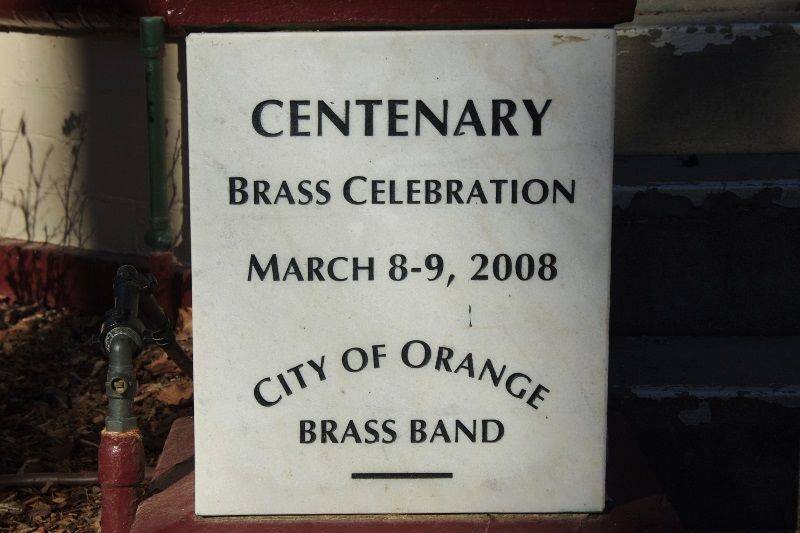 CENTENARY
BRASS CELEBRATION
MARCH 8-9, 2008
CITY OF ORANGE
BRASS BAND